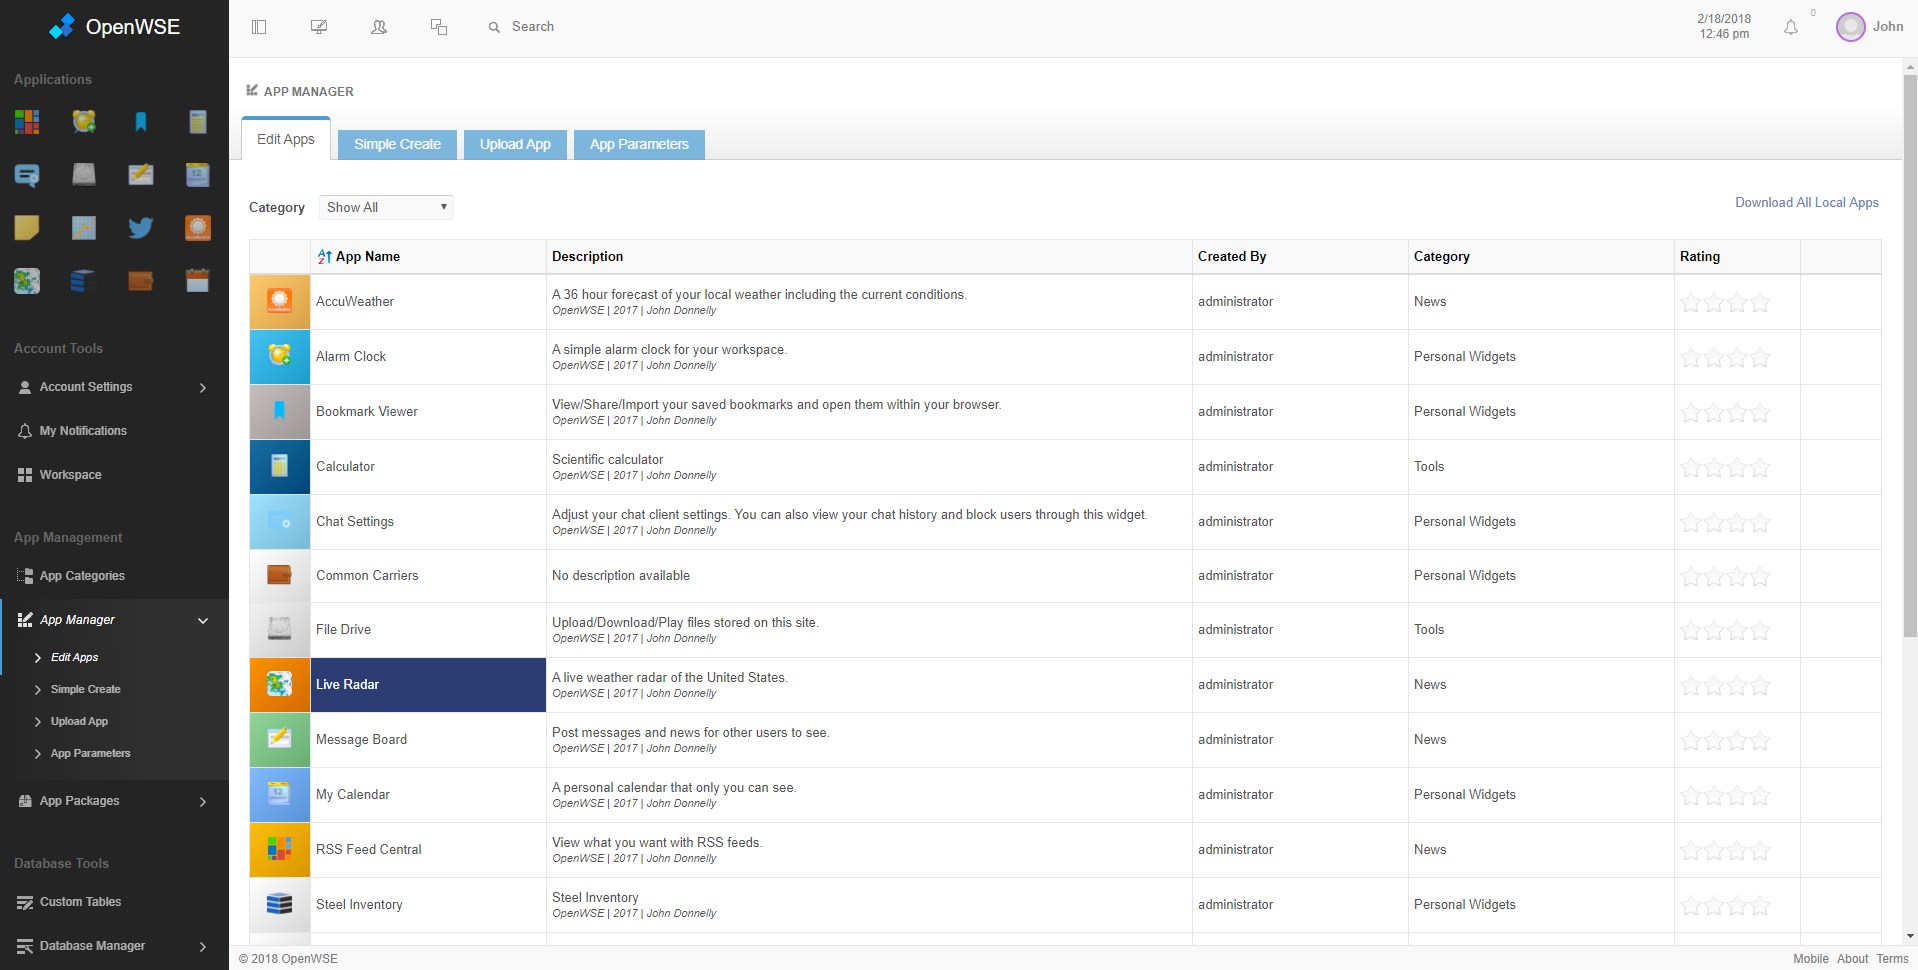 OpenWSE
Search
2/18/2018
12:46 pm
0
John
Applications
Account Tools
Account Settings
My Notifications
Workspace
App Management
App Categories
App Manager
Edit Apps
Simple Create
Upload App
App Parameters
App Packages
Database Tools
Custom Tables
Database Manager
APP MANAGER
Edit Apps Simple Create Upload App App Parameters
Category Show All
Download All Local Apps
App Name Description Created By Category Rating
AccuWeather A 36 hour forecast of your local weather including the current conditions. administrator News
OpenWSE | 2017 | John Donnelly
Alarm Clock A simple alarm clock for your workspace. administrator Personal Widgets
OpenWSE | 2017 | John Donnelly
Bookmark Viewer View/Share/Import your saved bookmarks and open them within your browser. administrator Personal Widgets
OpenWSE | 2017 | John Donnelly
Calculator Scientific calculator administrator Tools
OpenWSE | 2017 | John Donnelly
Chat Settings Adjust your chat client settings. You can also view your chat history and block users through this widget. administrator Personal Widgets
OpenWSE | 2017 | John Donnelly
Common Carriers No description available administrator Personal Widgets
File Drive Upload/Download/Play files stored on this site. administrator Tools
OpenWSE | 2017 | John Donnelly
Live Radar A live weather radar of the United States. administrator News
OpenWSE | 2017 | John Donnelly
Message Board Post messages and news for other users to see. administrator News
OpenWSE | 2017 | John Donnelly
My Calendar A personal calendar that only you can see. administrator Personal Widgets
OpenWSE | 2017 | John Donnelly
RSS Feed Central View what you want with RSS feeds. administrator News
OpenWSE | 2017 | John Donnelly
Steel Inventory Steel Inventory administrator Personal Widgets
OpenWSE | 2017 | John Donnelly
© 2018 OpenWSE
Mobile About Terms